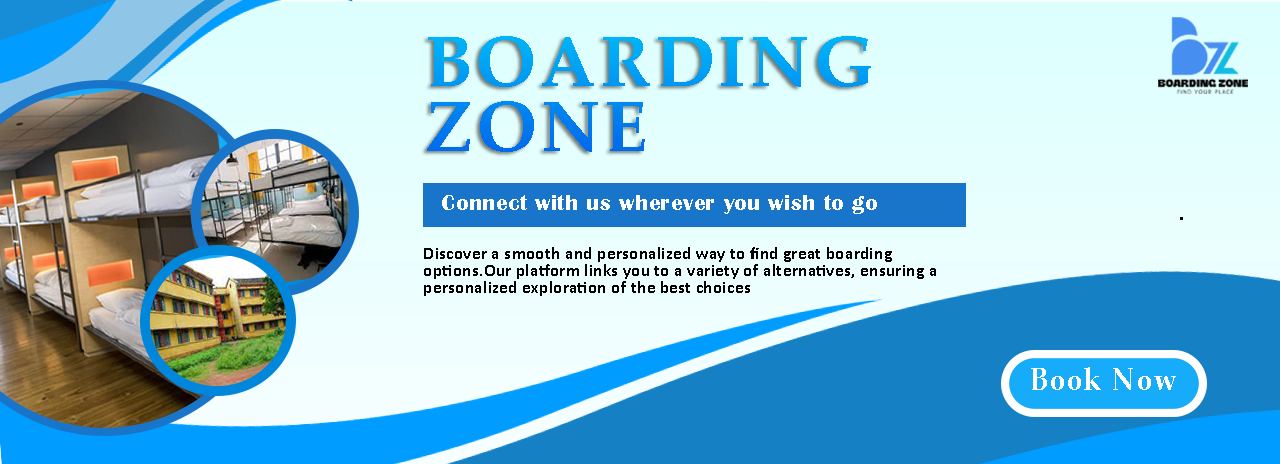 BOARDING
ZONE
BOARDING ZONE
FIND YOUR PLACE
Connect with us wherever you wish to go
Discover a smooth and personalized way to find great boarding
options.Our platform links you to a variety of alternatives, ensuring a
personalized exploration of the best choices
.
Book Now